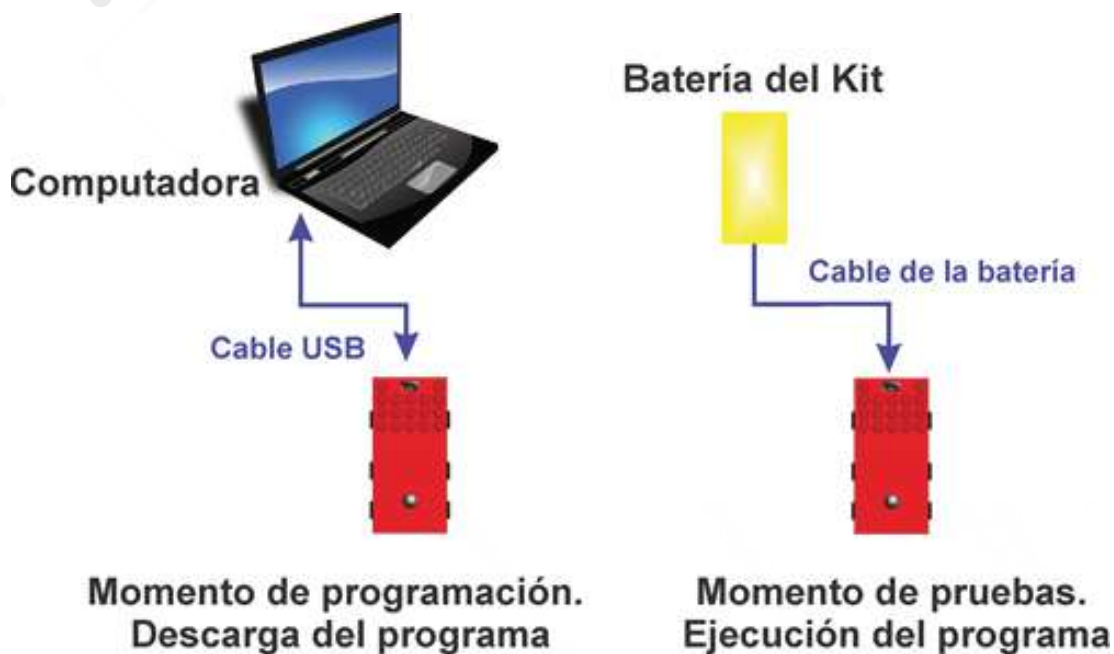 Computadora
Cable USB
Momento de programación.
Descarga del programa
Batería del Kit
Cable de la batería
Momento de pruebas.
Ejecución del programa